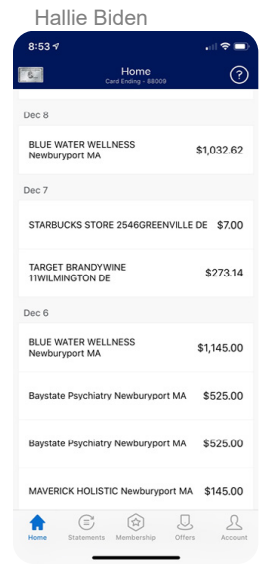 Hallie Biden
8:53
Home
Card Ending - 88009
?
Dec 8
BLUE WATER WELLNESS
Newburyport MA
$1,032.62
Dec 7
STARBUCKS STORE 2546GREENVILLE DE $7.00
TARGET BRANDYWINE
11WILMINGTON DE
$273.14
Dec 6
BLUE WATER WELLNESS
Newburyport MA
$1,145.00
Baystate Psychiatry Newburyport MA $525.00
Baystate Psychiatry Newburyport MA $525.00
MAVERICK HOLISTIC Newburyport MA $145.00
Home Statements Membership Offers Account